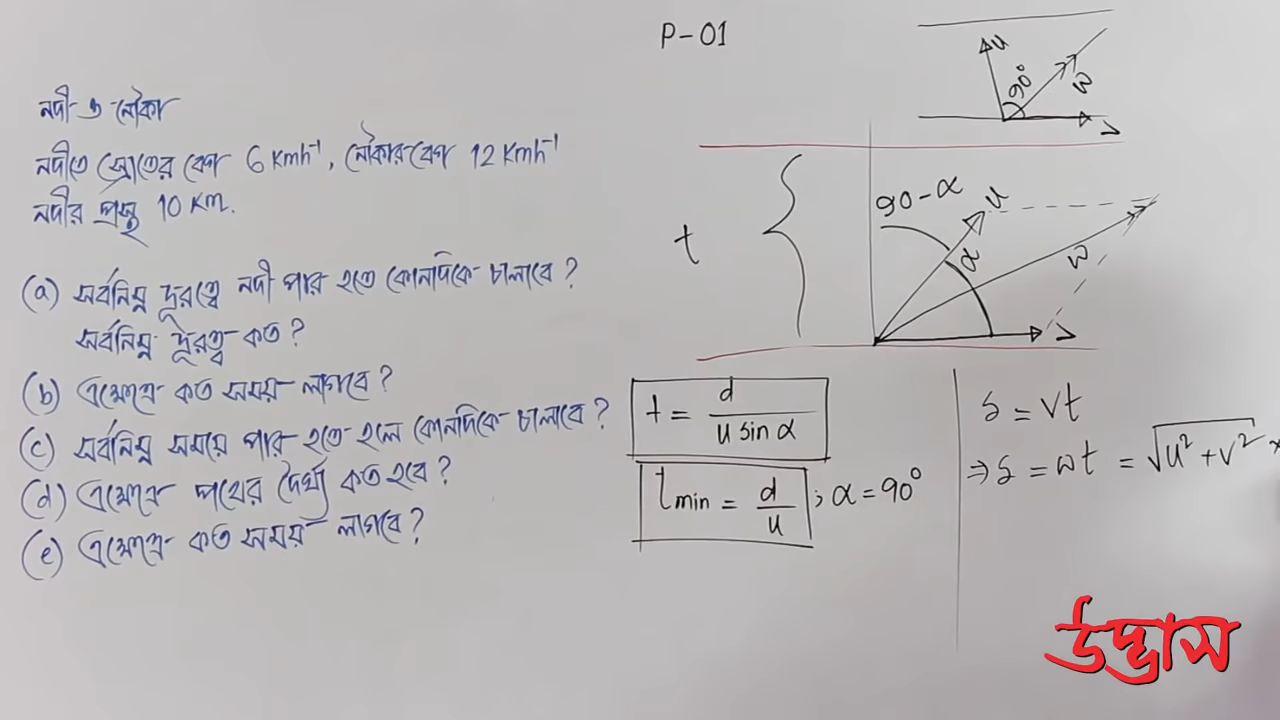 P-01
নদী ও নৌকা
নদীতে স্রোতের বেগ 6 Kmh⁻¹, নৌকার বেগ 12 Kmh⁻¹
নদীর প্রস্থ 10 Km.
(a) সর্বনিম্ন দূরত্বে নদী পার হতে কোনদিকে চালাবে?
সর্বনিম্ন দূরত্ব কত?
(b) এক্ষেত্রে কত সময় লাগবে?
(c) সর্বনিম্ন সময়ে পার হতে হলে কোনদিকে চালাবে?
(d) এক্ষেত্রে পথের দৈর্ঘ্য কত হবে?
(e) এক্ষেত্রে কত সময় লাগবে?
u 90° w v
t 90-α u α w v
t = d / u sin α
t min = d / u ; α = 90°
s = vt
⇒ s = wt = √u² + v² ×
উদ্ভাস